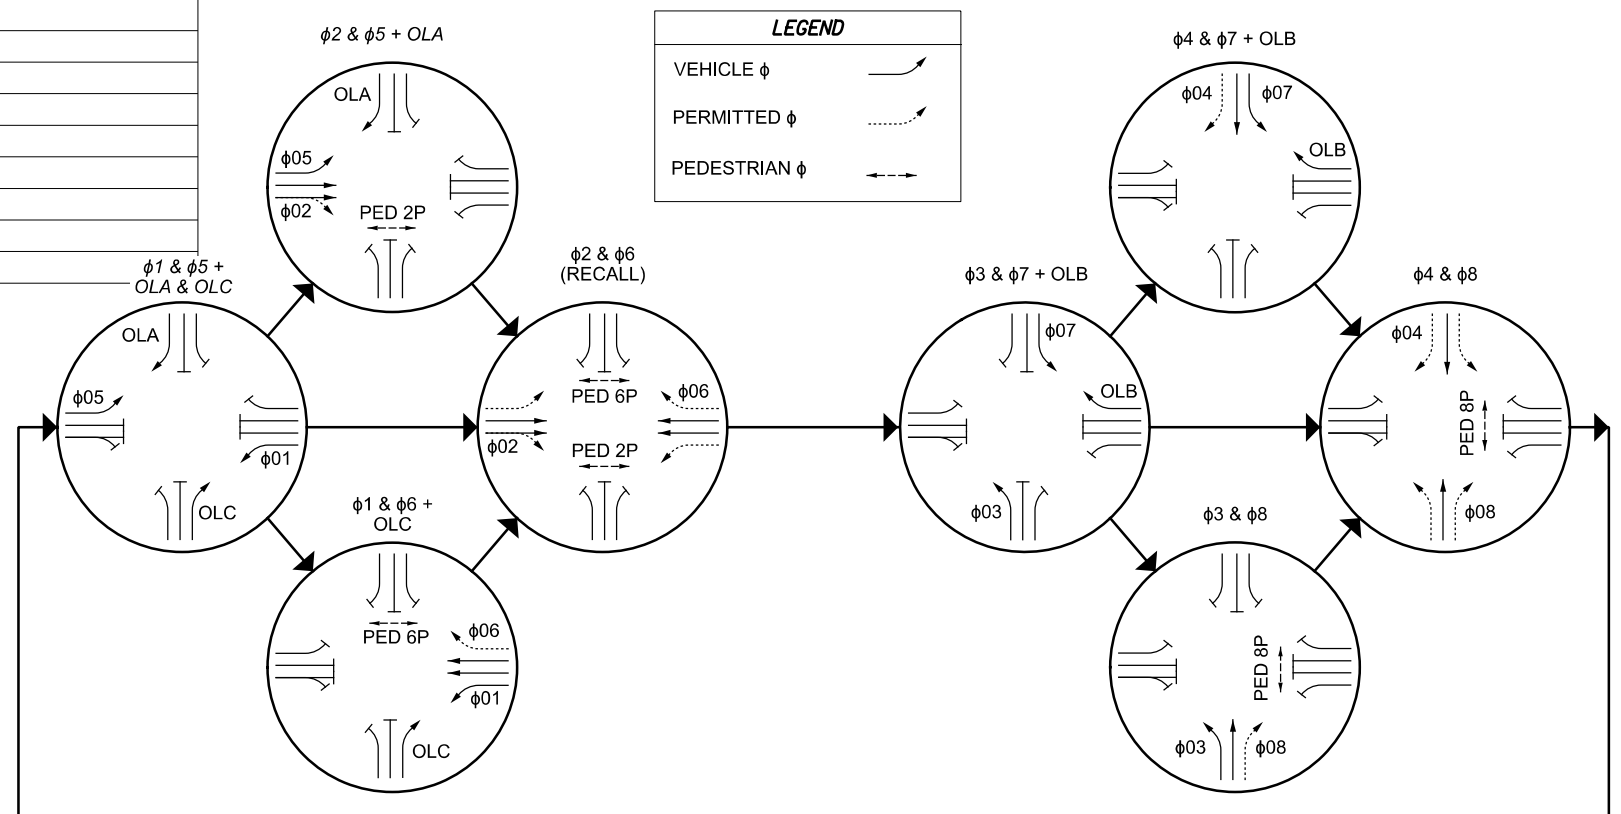 LEGEND
VEHICLE ϕ
PERMITTED ϕ
PEDESTRIAN ϕ
ϕ1 & ϕ5 +
OLA & OLC
OLA
ϕ05
ϕ01
OLC
ϕ2 & ϕ5 + OLA
OLA
ϕ05
ϕ02
PED 2P
ϕ1 & ϕ6 +
OLC
PED 6P
ϕ06
ϕ01
OLC
ϕ2 & ϕ6
(RECALL)
PED 6P
ϕ06
ϕ02
PED 2P
ϕ3 & ϕ7 + OLB
ϕ07
OLB
ϕ03
ϕ4 & ϕ7 + OLB
ϕ04
ϕ07
OLB
ϕ3 & ϕ8
PED 8P
ϕ03
ϕ08
ϕ4 & ϕ8
ϕ04
PED 8P
ϕ08